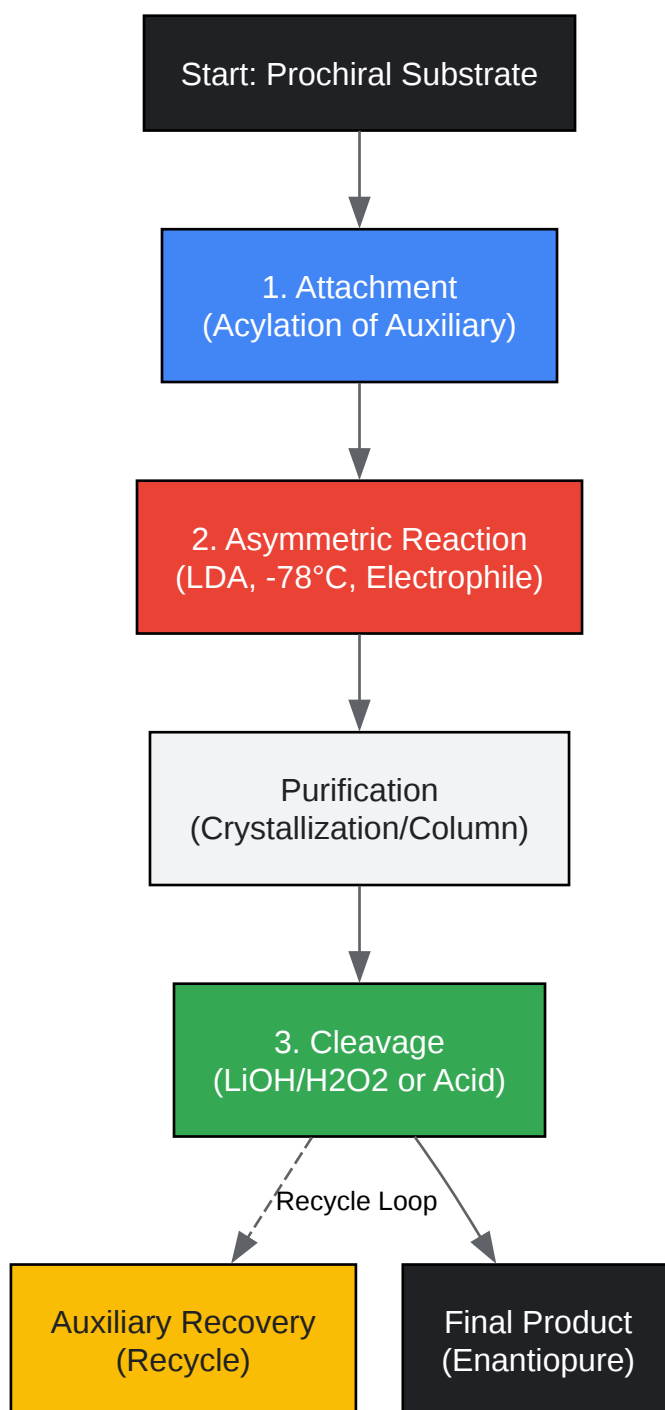 Start: Prochiral Substrate
1. Attachment
(Acylation of Auxiliary)
2. Asymmetric Reaction
(LDA, -78°C, Electrophile)
Purification
(Crystallization/Column)
3. Cleavage
(LiOH/H2O2 or Acid)
Recycle Loop
Auxiliary Recovery
(Recycle)
Final Product
(Enantiopure)